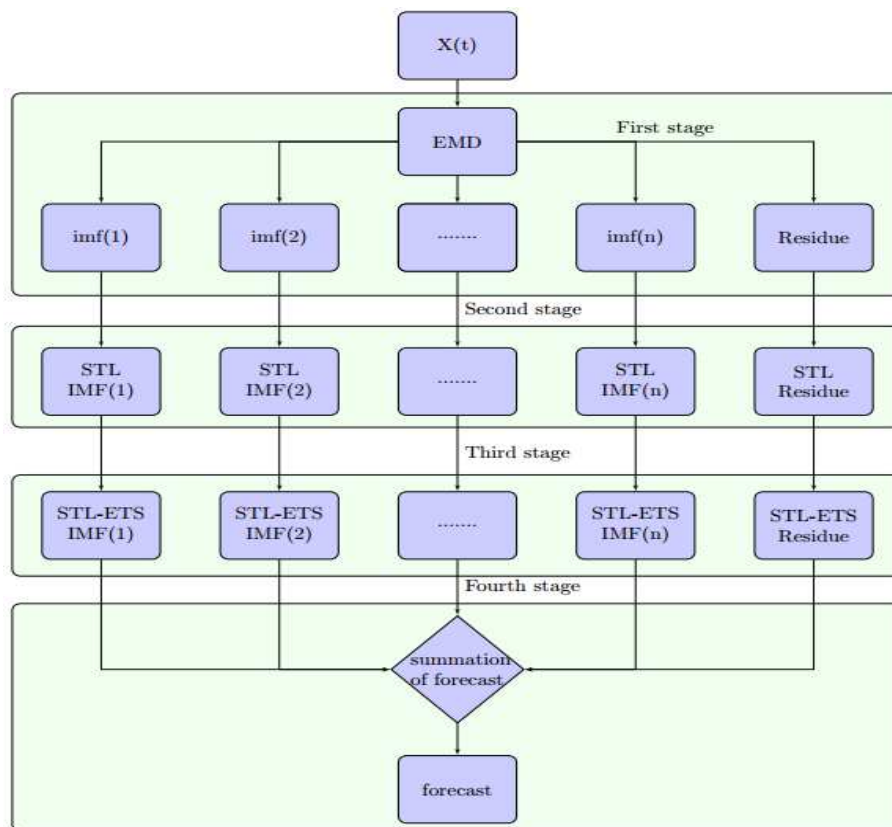 X(t)
EMD
First stage
imf(1)
imf(2)
.......
imf(n)
Residue
Second stage
STL
IMF(1)
STL
IMF(2)
.......
STL
IMF(n)
STL
Residue
Third stage
STL-ETS
IMF(1)
STL-ETS
IMF(2)
.......
STL-ETS
IMF(n)
STL-ETS
Residue
Fourth stage
summation
of forecast
forecast